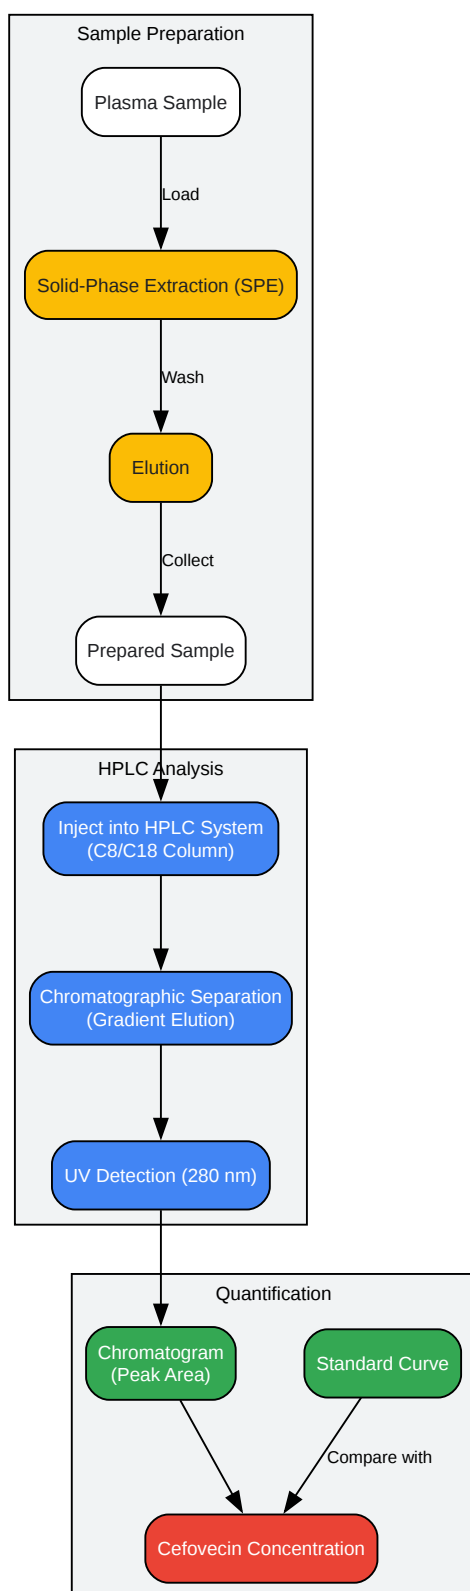 Sample Preparation
Plasma Sample
Load
Solid-Phase Extraction (SPE)
Wash
Elution
Collect
Prepared Sample
HPLC Analysis
Inject into HPLC System
(C8/C18 Column)
Chromatographic Separation
(Gradient Elution)
UV Detection (280 nm)
Quantification
Chromatogram
(Peak Area)
Standard Curve
Compare with
Cefovecin Concentration